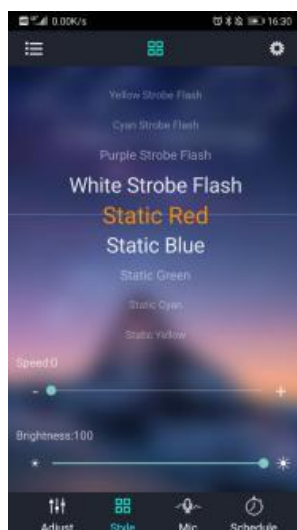 0.00K/s 16:30
Yellow Strobe Flash
Cyan Strobe Flash
Purple Strobe Flash
White Strobe Flash
Static Red
Static Blue
Static Green
Static Cyan
Static Yellow
Speed:0
- +
Brightness:100
Adjust Style Mic Schedule